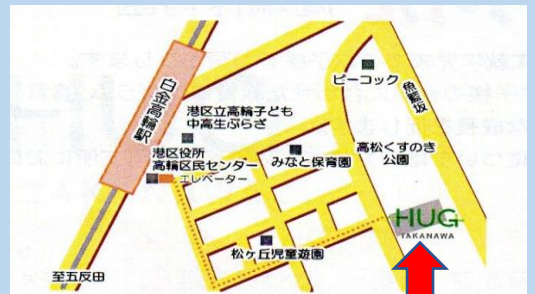 白金高輪駅
港区立高輪子ども
中高生ぷらざ
港区役所
高輪区民センター
エレベーター
みなと保育園
ピーコック
魚籃坂
高松くすのき
公園
HUG
TAKANAWA
松ヶ丘児童遊園
至五反田